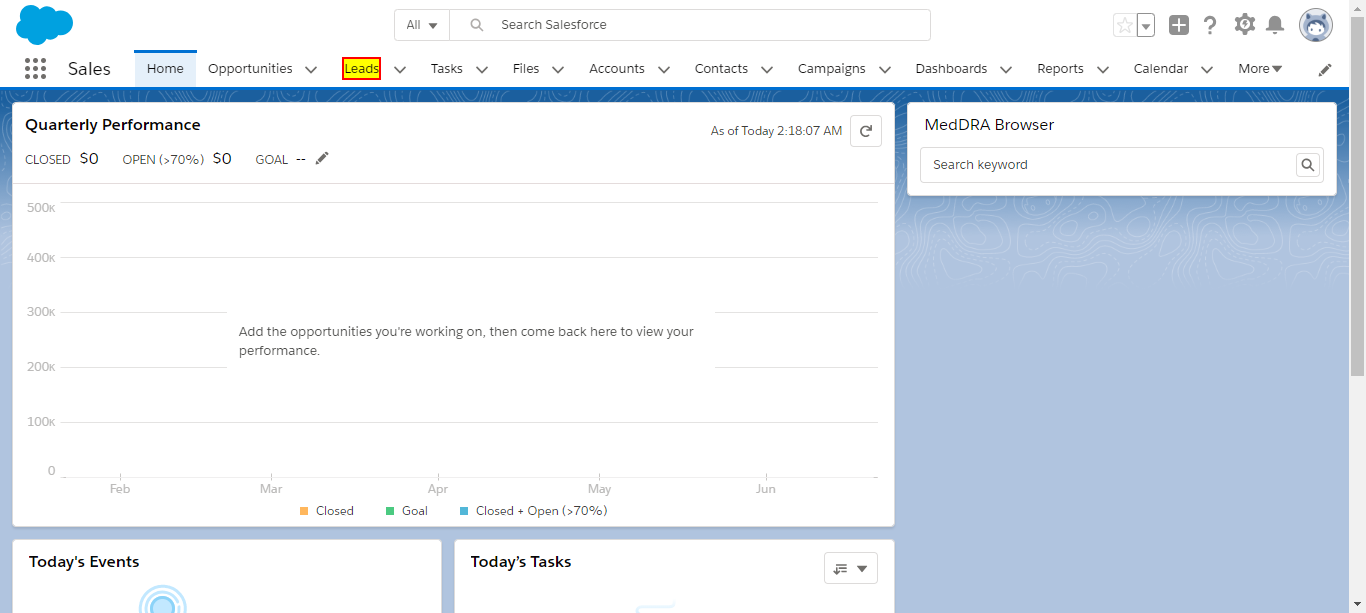 All
Search Salesforce
Sales
Home
Opportunities
Leads
Tasks
Files
Accounts
Contacts
Campaigns
Dashboards
Reports
Calendar
More
Quarterly Performance
As of Today 2:18:07 AM
CLOSED $0 OPEN (>70%) $0 GOAL --
500K
400K
300K
200K
100K
0
Add the opportunities you're working on, then come back here to view your
performance.
Feb Mar Apr May Jun
Closed Goal Closed + Open (>70%)
MedDRA Browser
Search keyword
Today's Events
Today's Tasks